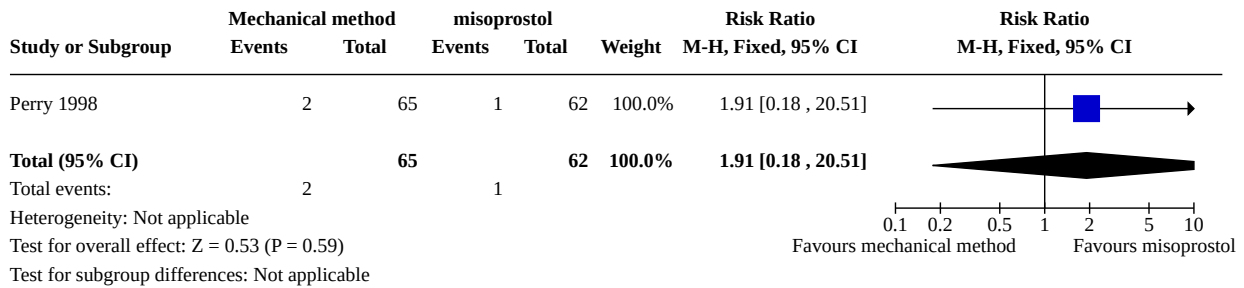 Mechanical method misoprostol Risk Ratio Risk Ratio
Study or Subgroup Events Total Events Total Weight M-H, Fixed, 95% CI M-H, Fixed, 95% CI
Perry 1998 2 65 1 62 100.0% 1.91 [0.18 , 20.51]
Total (95% CI) 65 62 100.0% 1.91 [0.18 , 20.51]
Total events: 2 1
Heterogeneity: Not applicable
0.1 0.2 0.5 1 2 5 10
Test for overall effect: Z = 0.53 (P = 0.59) Favours mechanical method Favours misoprostol
Test for subgroup differences: Not applicable